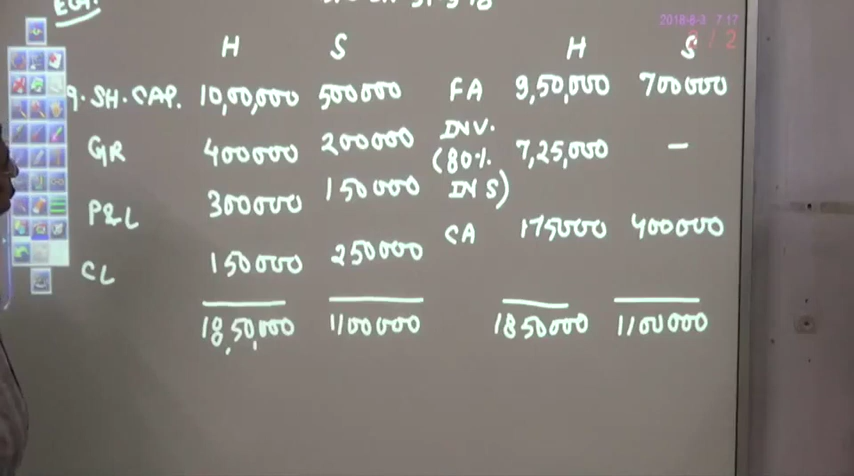 2018-8-3 7:17
H S H S
q. SH. CAP. 10,00,000 500000 FA 9,50,000 700000
GR 400000 200000 INV. (80% IN S) 7,25,000 —
P&L 300000 150000
CL 150000 250000 CA 175000 400000
18,50,000 1100000 1850000 1100000